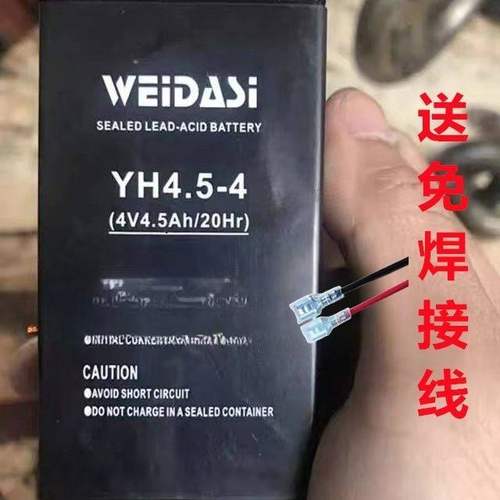 WEIDASI
SEALED LEAD-ACID BATTERY
YH4.5-4
(4V4.5Ah/20Hr)
CAUTION
●AVOID SHORT CIRCUIT
●DO NOT CHARGE IN A SEALED CONTAINER
送免焊接线